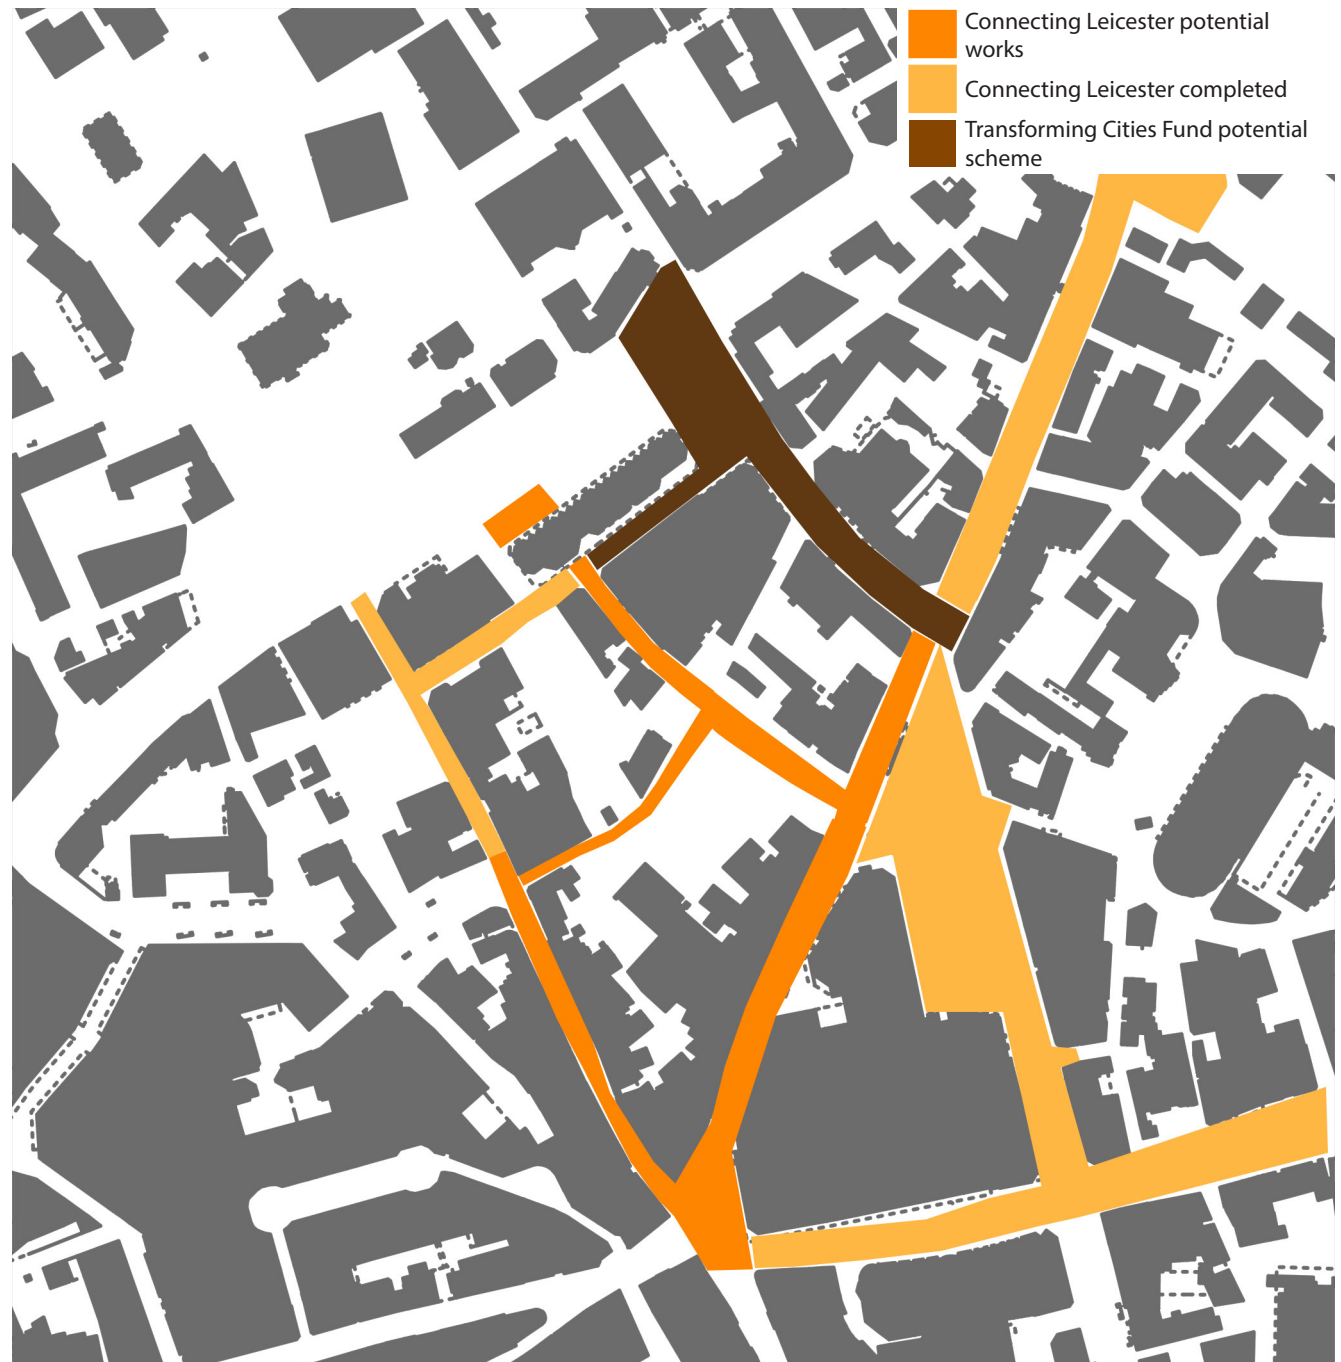 Connecting Leicester potential
works
Connecting Leicester completed
Transforming Cities Fund potential
scheme